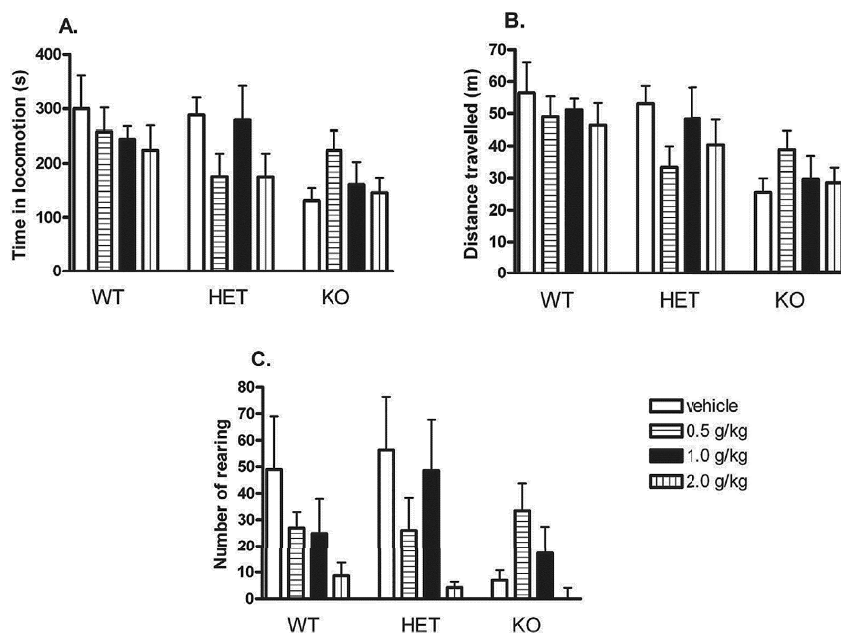 A.
Time in locomotion (s)
400
300
200
100
0
WT HET KO
B.
Distance travelled (m)
70
60
50
40
30
20
10
0
WT HET KO
C.
Number of rearing
80
70
60
50
40
30
20
10
0
WT HET KO
vehicle
0.5 g/kg
1.0 g/kg
2.0 g/kg